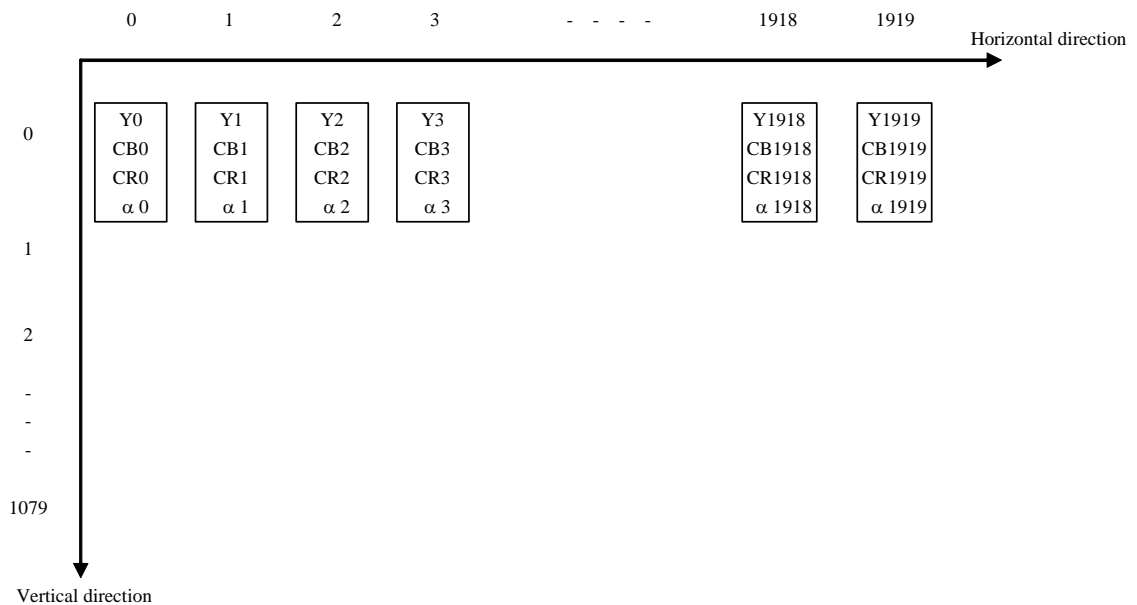 0 1 2 3 - - - - 1918 1919
Horizontal direction
0
Y0 Y1 Y2 Y3 Y1918 Y1919
CB0 CB1 CB2 CB3 CB1918 CB1919
CR0 CR1 CR2 CR3 CR1918 CR1919
α 0 α 1 α 2 α 3 α 1918 α 1919
1
2
-
-
-
1079
Vertical direction